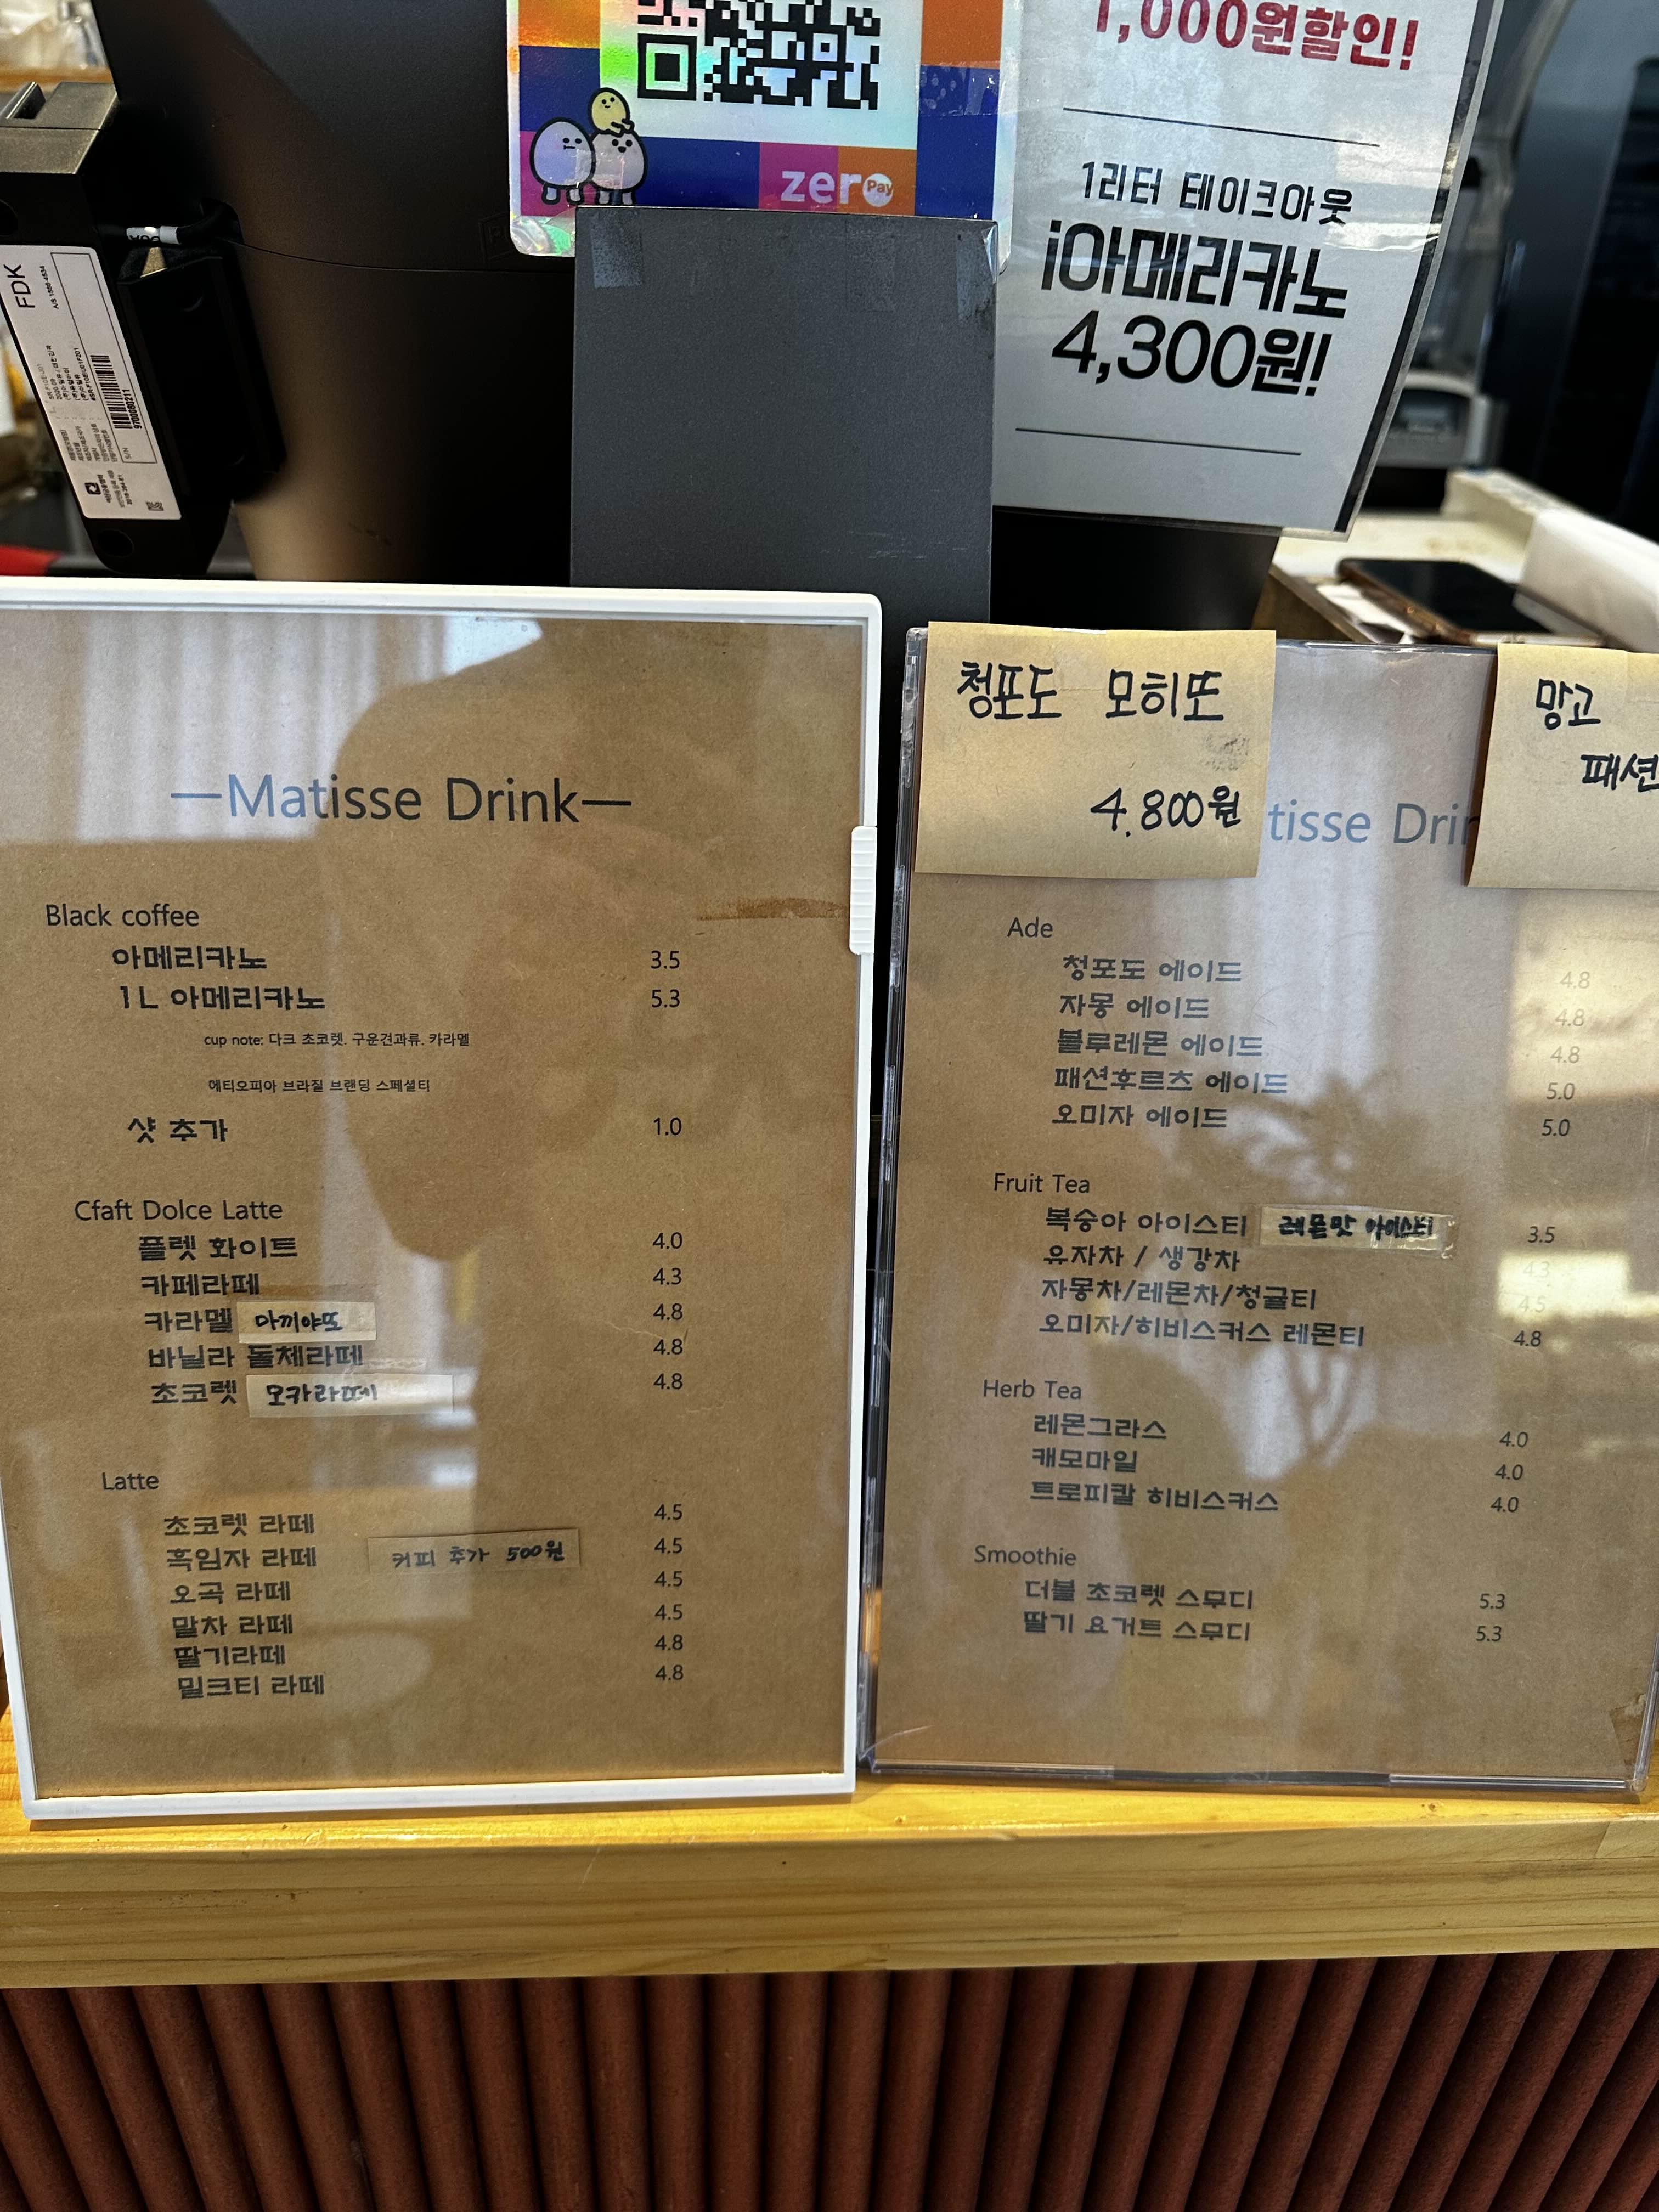 1,000원할인!
1리터 테이크아웃
i아메리카노
4,300원!
zero Pay
FDK
A/S 1588-4534
S/N 970008021
—Matisse Drink—
Black coffee
아메리카노 3.5
1L 아메리카노 5.3
cup note: 다크 초코렛. 구운견과류. 카라멜
에티오피아 브라질 브랜딩 스페셜티
샷 추가 1.0
Cfaft Dolce Latte
플렛 화이트 4.0
카페라떼 4.3
카라멜 마끼야또 4.8
바닐라 돌체라떼 4.8
초코렛 모카라떼 4.8
Latte
초코렛 라떼 4.5
흑임자 라떼 커피 추가 500원 4.5
오곡 라떼 4.5
말차 라떼 4.5
딸기라떼 4.8
밀크티 라떼 4.8
청포도 모히또
4.800원
망고
패션
tisse Drin
Ade
청포도 에이드 4.8
자몽 에이드 4.8
블루레몬 에이드 4.8
패션후르츠 에이드 5.0
오미자 에이드 5.0
Fruit Tea
복숭아 아이스티 레몬맛 아이스티 3.5
유자차 / 생강차 4.3
자몽차/레몬차/청귤티 4.5
오미자/히비스커스 레몬티 4.8
Herb Tea
레몬그라스 4.0
캐모마일 4.0
트로피칼 히비스커스 4.0
Smoothie
더블 초코렛 스무디 5.3
딸기 요거트 스무디 5.3